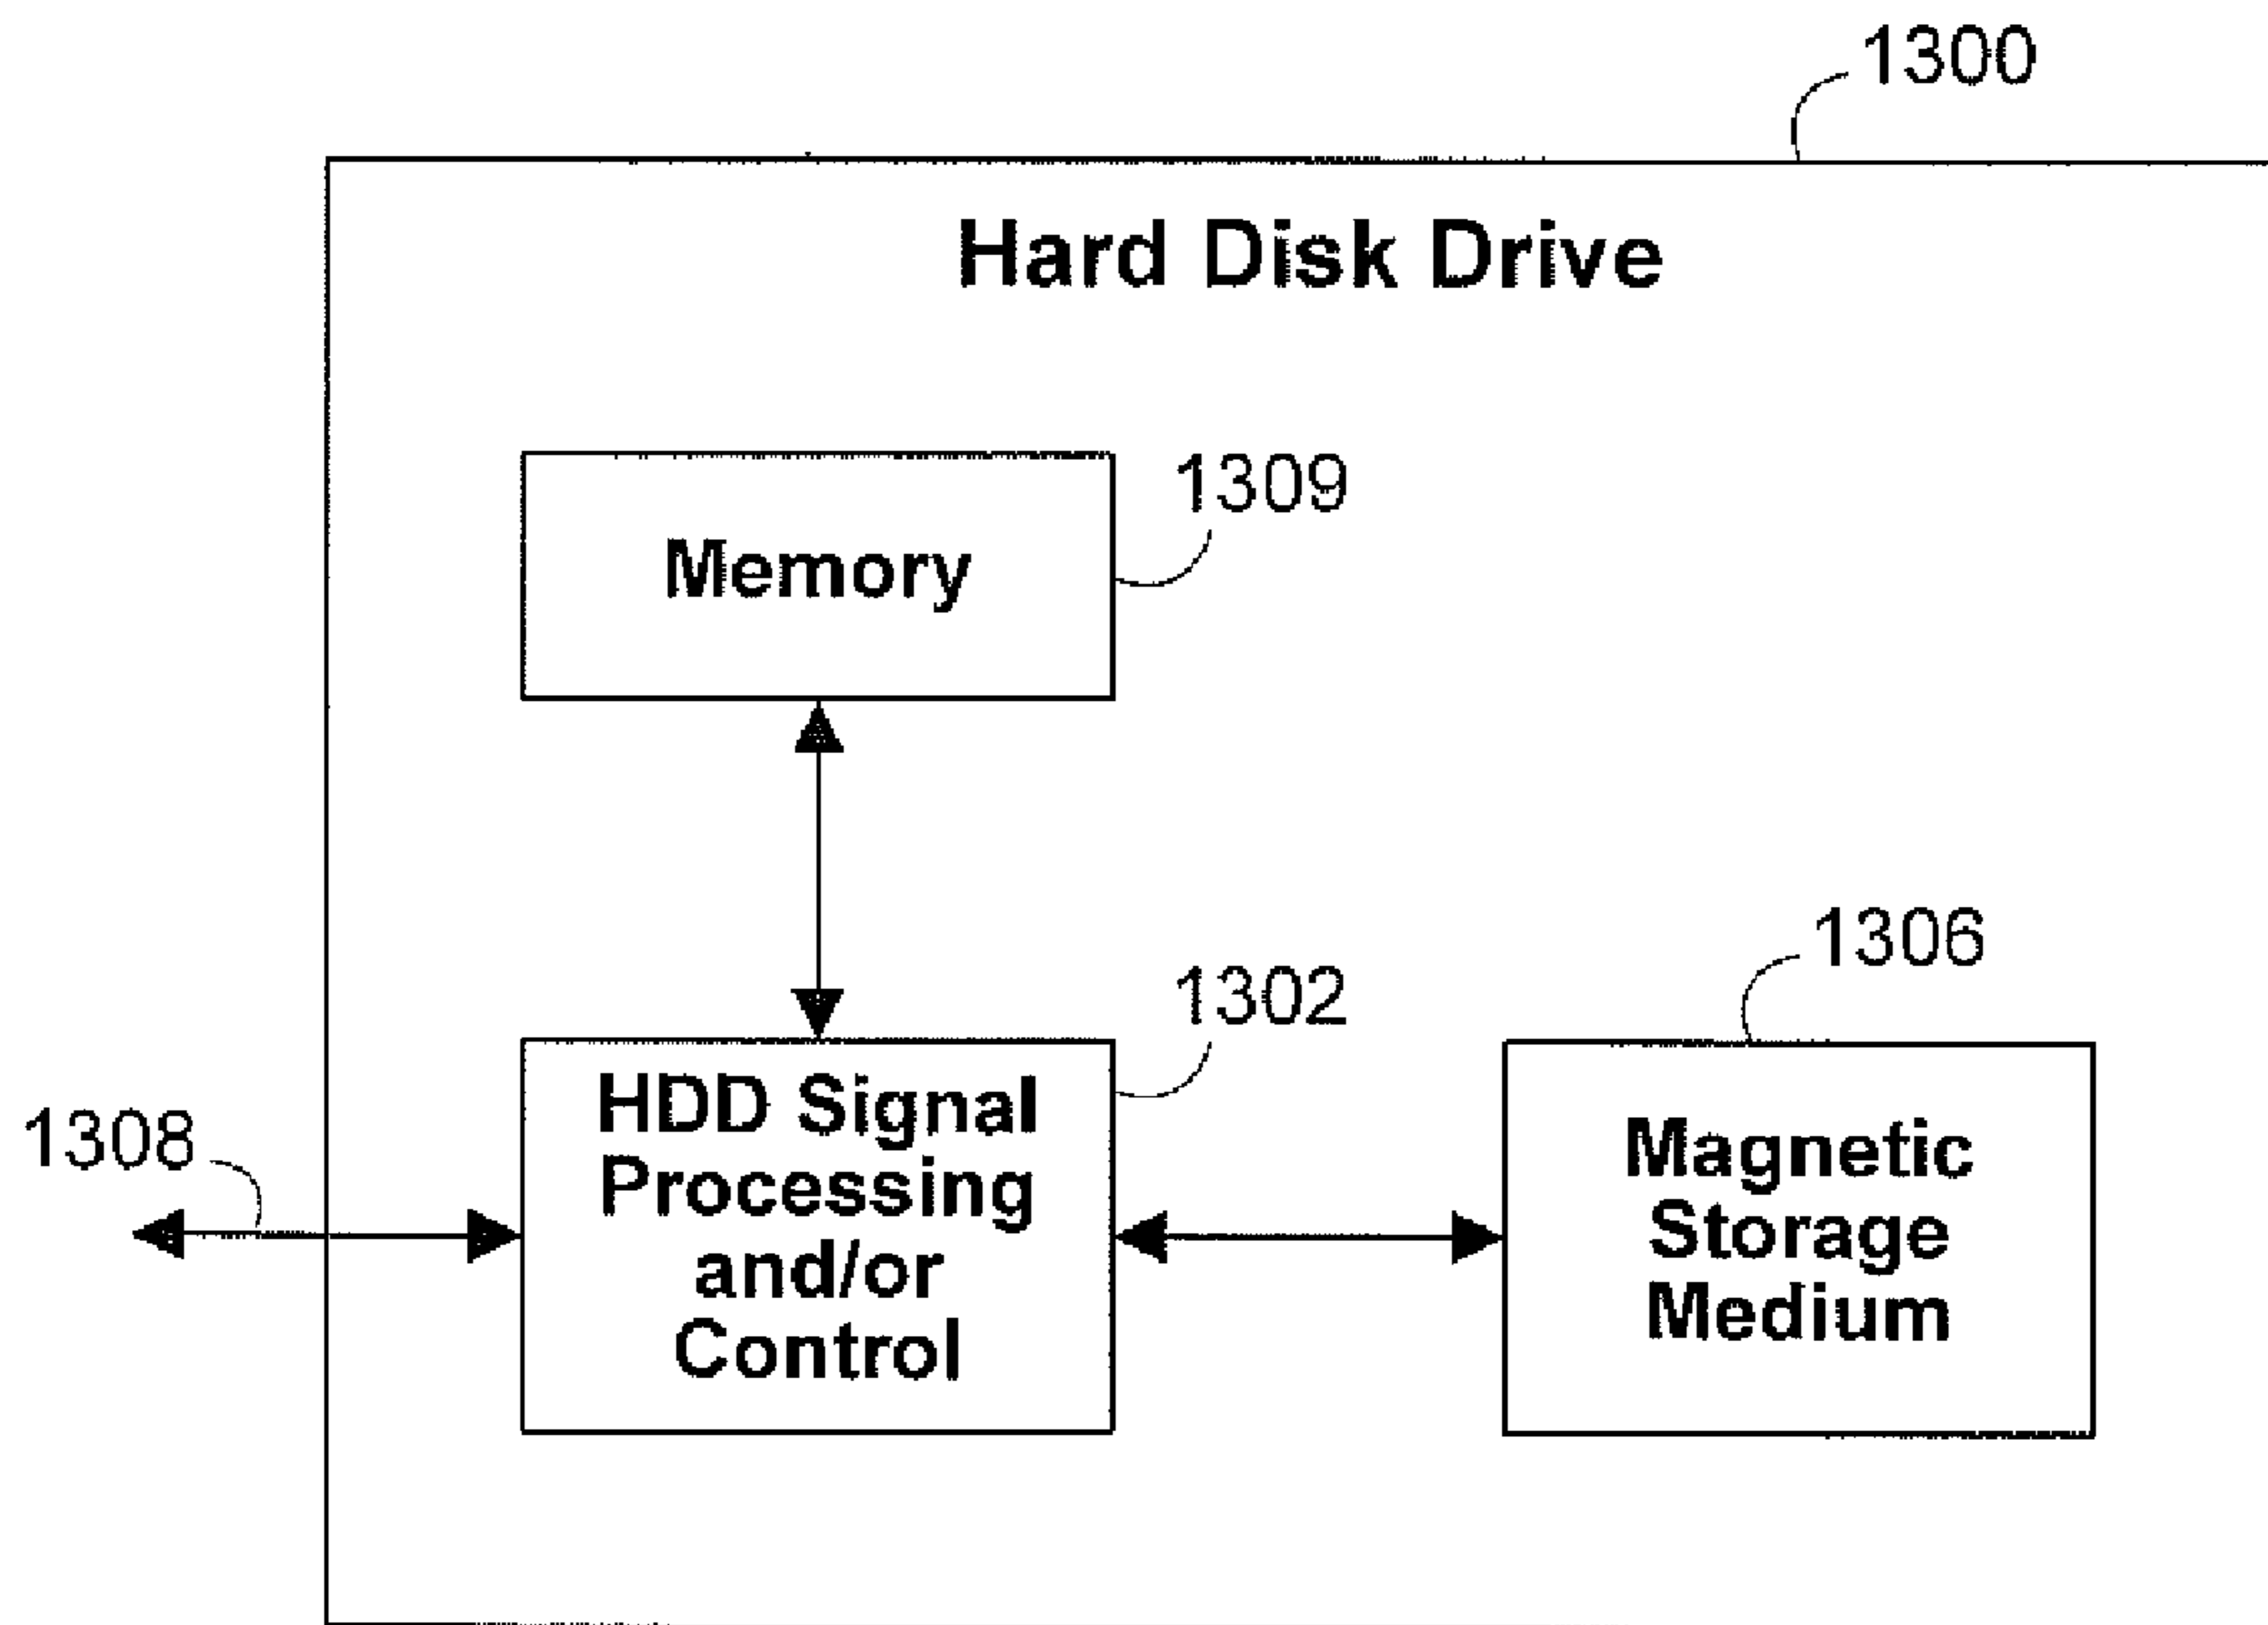 1300
Hard Disk Drive
1309
Memory
1306
1302
HDD Signal
Processing
and/or
Control
1308
Magnetic
Storage
Medium